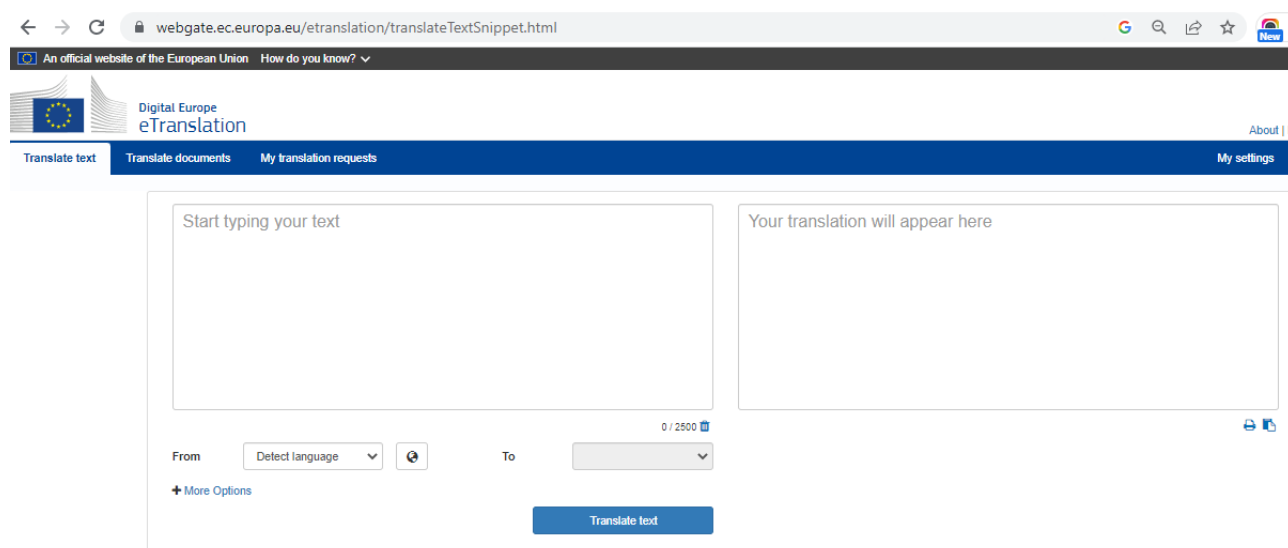 webgate.ec.europa.eu/etranslation/translateTextSnippet.html
New
An official website of the European Union How do you know?
Digital Europe
eTranslation
About |
Translate text Translate documents My translation requests My settings
Start typing your text Your translation will appear here
0 / 2500
From Detect language To
+ More Options
Translate text